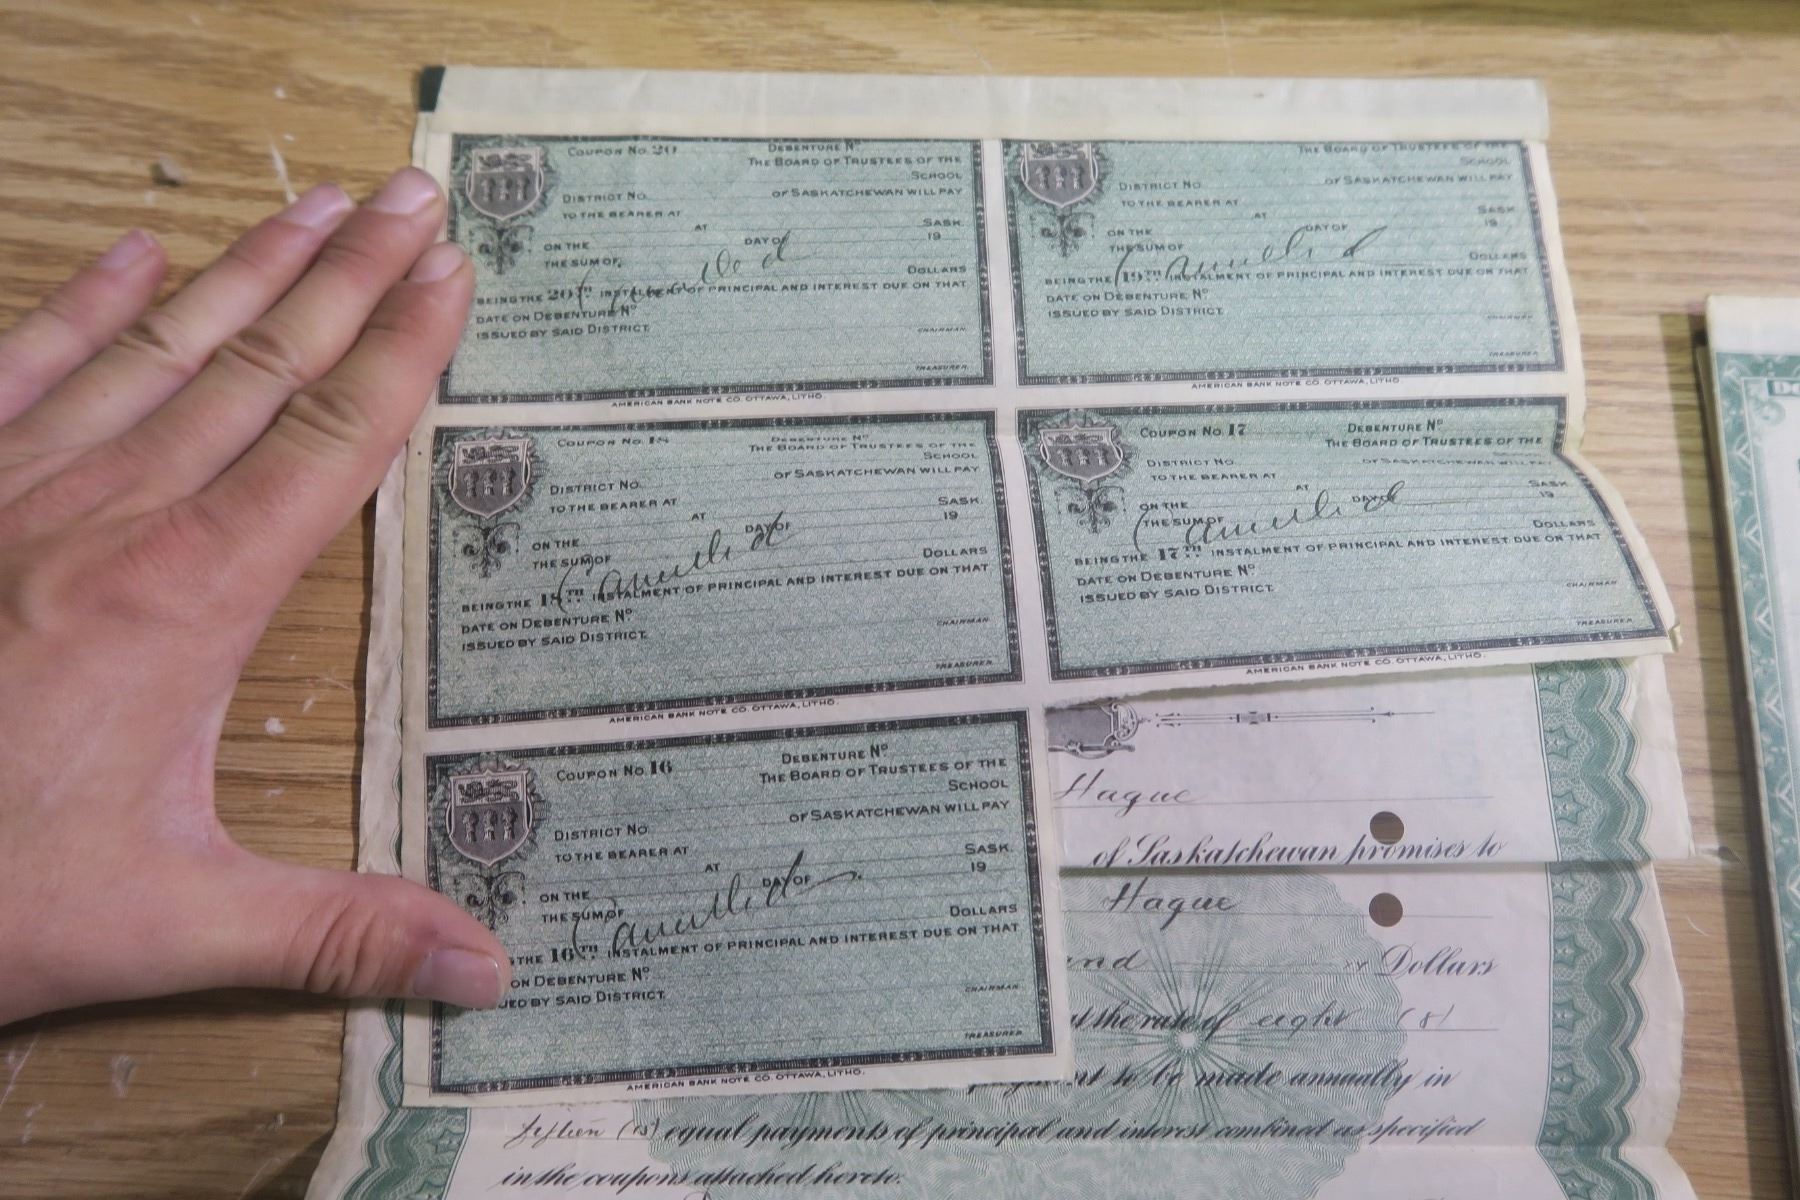 COUPON NO. 20 DEBENTURE Nº
THE BOARD OF TRUSTEES OF THE
SCHOOL
DISTRICT NO. OF SASKATCHEWAN WILL PAY
TO THE BEARER AT
AT SASK.
ON THE DAY OF 19
THE SUM OF
Cancelled
DOLLARS
BEING THE 20TH INSTALMENT OF PRINCIPAL AND INTEREST DUE ON THAT
DATE ON DEBENTURE Nº
ISSUED BY SAID DISTRICT.
CHAIRMAN.
TREASURER.
AMERICAN BANK NOTE CO. OTTAWA, LITHO.
THE BOARD OF TRUSTEES OF THE
SCHOOL
DISTRICT NO. OF SASKATCHEWAN WILL PAY
TO THE BEARER AT
AT SASK.
ON THE DAY OF 19
THE SUM OF
Cancelled
DOLLARS
BEING THE 19TH INSTALMENT OF PRINCIPAL AND INTEREST DUE ON THAT
DATE ON DEBENTURE Nº
ISSUED BY SAID DISTRICT.
CHAIRMAN.
TREASURER.
AMERICAN BANK NOTE CO. OTTAWA, LITHO.
COUPON NO. 18 DEBENTURE Nº
THE BOARD OF TRUSTEES OF THE
SCHOOL
DISTRICT NO. OF SASKATCHEWAN WILL PAY
TO THE BEARER AT
AT SASK.
ON THE DAY OF 19
THE SUM OF
Cancelled
DOLLARS
BEING THE 18TH INSTALMENT OF PRINCIPAL AND INTEREST DUE ON THAT
DATE ON DEBENTURE Nº
ISSUED BY SAID DISTRICT.
CHAIRMAN.
TREASURER.
AMERICAN BANK NOTE CO. OTTAWA, LITHO.
COUPON NO. 17 DEBENTURE Nº
THE BOARD OF TRUSTEES OF THE
SCHOOL
DISTRICT NO. OF SASKATCHEWAN WILL PAY
TO THE BEARER AT
AT SASK.
ON THE DAY OF 19
THE SUM OF
Cancelled
DOLLARS
BEING THE 17TH INSTALMENT OF PRINCIPAL AND INTEREST DUE ON THAT
DATE ON DEBENTURE Nº
ISSUED BY SAID DISTRICT.
CHAIRMAN.
TREASURER.
AMERICAN BANK NOTE CO. OTTAWA, LITHO.
COUPON NO. 16 DEBENTURE Nº
THE BOARD OF TRUSTEES OF THE
SCHOOL
DISTRICT NO. OF SASKATCHEWAN WILL PAY
TO THE BEARER AT
AT SASK.
ON THE DAY OF 19
THE SUM OF
Cancelled
DOLLARS
THE 16TH INSTALMENT OF PRINCIPAL AND INTEREST DUE ON THAT
ON DEBENTURE Nº
UED BY SAID DISTRICT.
CHAIRMAN.
TREASURER.
AMERICAN BANK NOTE CO. OTTAWA, LITHO.
Hague
of Saskatchewan promises to
Hague
Dollars
at the rate of eight (8)
to be made annually in
fifteen (15) equal payments of principal and interest combined as specified
in the coupons attached hereto.